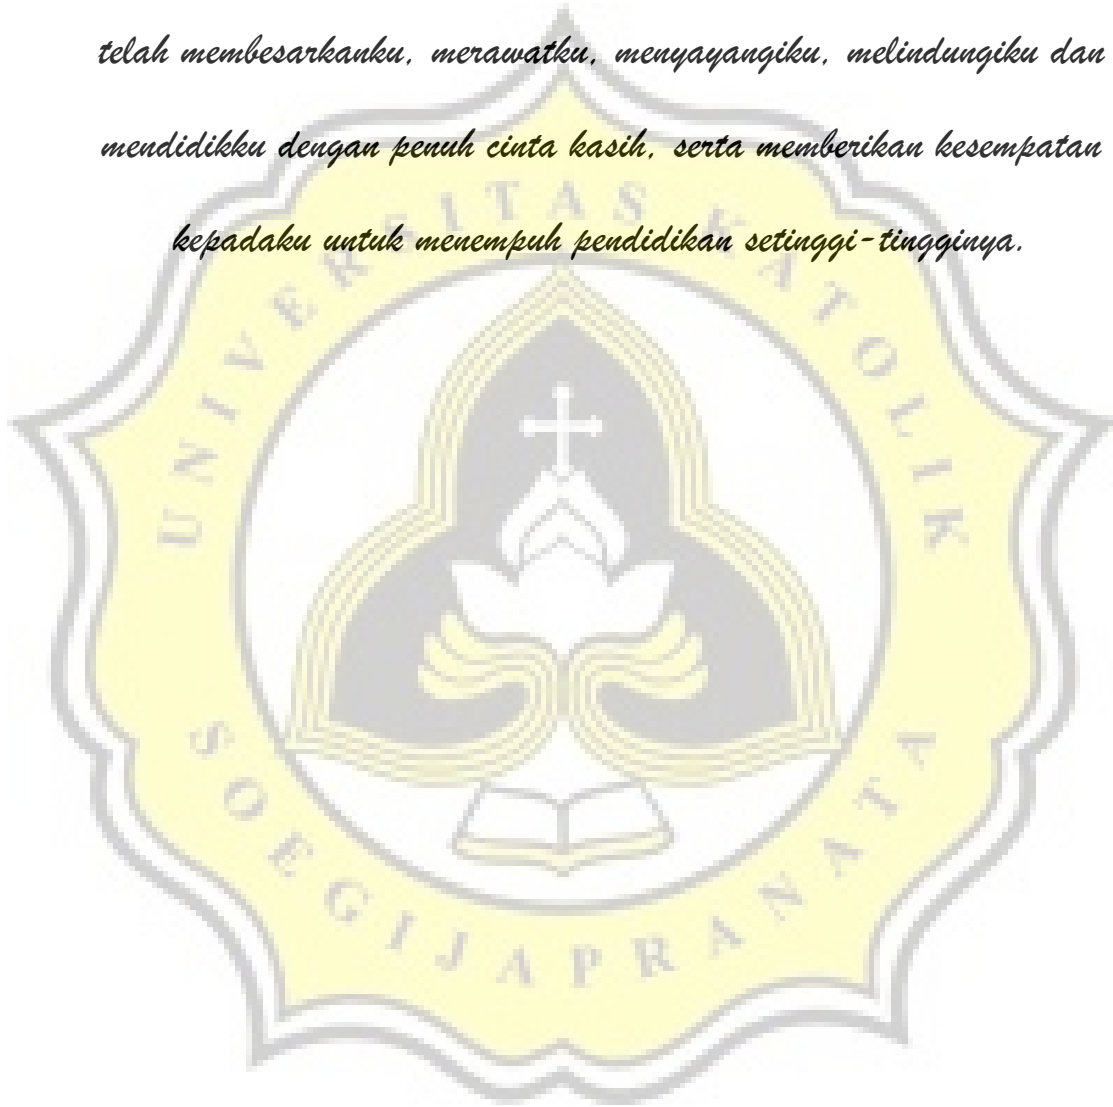 telah membesarkanku, merawatku, menyayangiku, melindungiku dan
mendidikku dengan penuh cinta kasih, serta memberikan kesempatan
kepadaku untuk menempuh pendidikan setinggi-tingginya.
UNIVERSITAS KATOLIK
SOEGIJAPRANATA